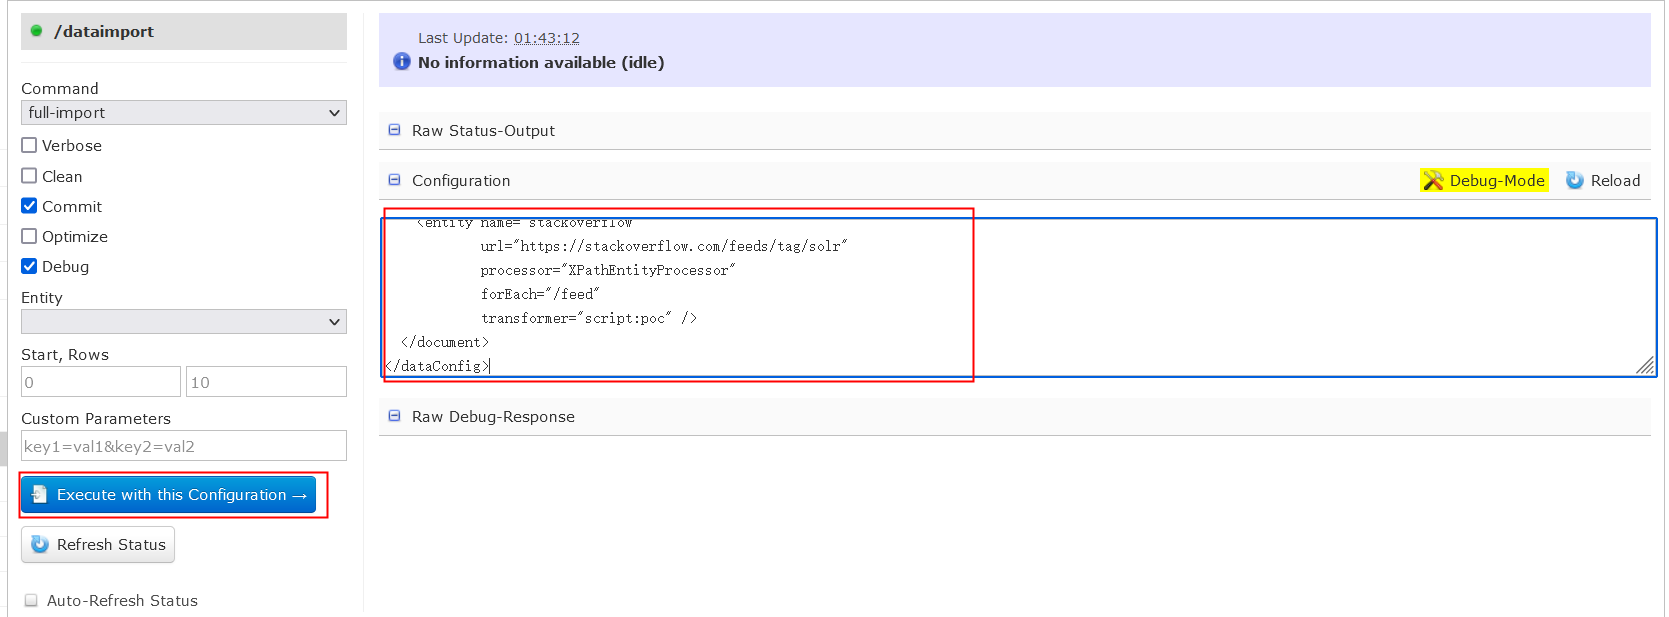 /dataimport
Command
full-import
Verbose
Clean
Commit
Optimize
Debug
Entity
Start, Rows
0
10
Custom Parameters
key1=val1&key2=val2
Execute with this Configuration →
Refresh Status
Auto-Refresh Status
Last Update: 01:43:12
No information available (idle)
Raw Status-Output
Configuration
Debug-Mode
Reload
<entity name="stackoverflow"
url="https://stackoverflow.com/feeds/tag/solr"
processor="XPathEntityProcessor"
forEach="/feed"
transformer="script:poc" />
</document>
</dataConfig>
Raw Debug-Response